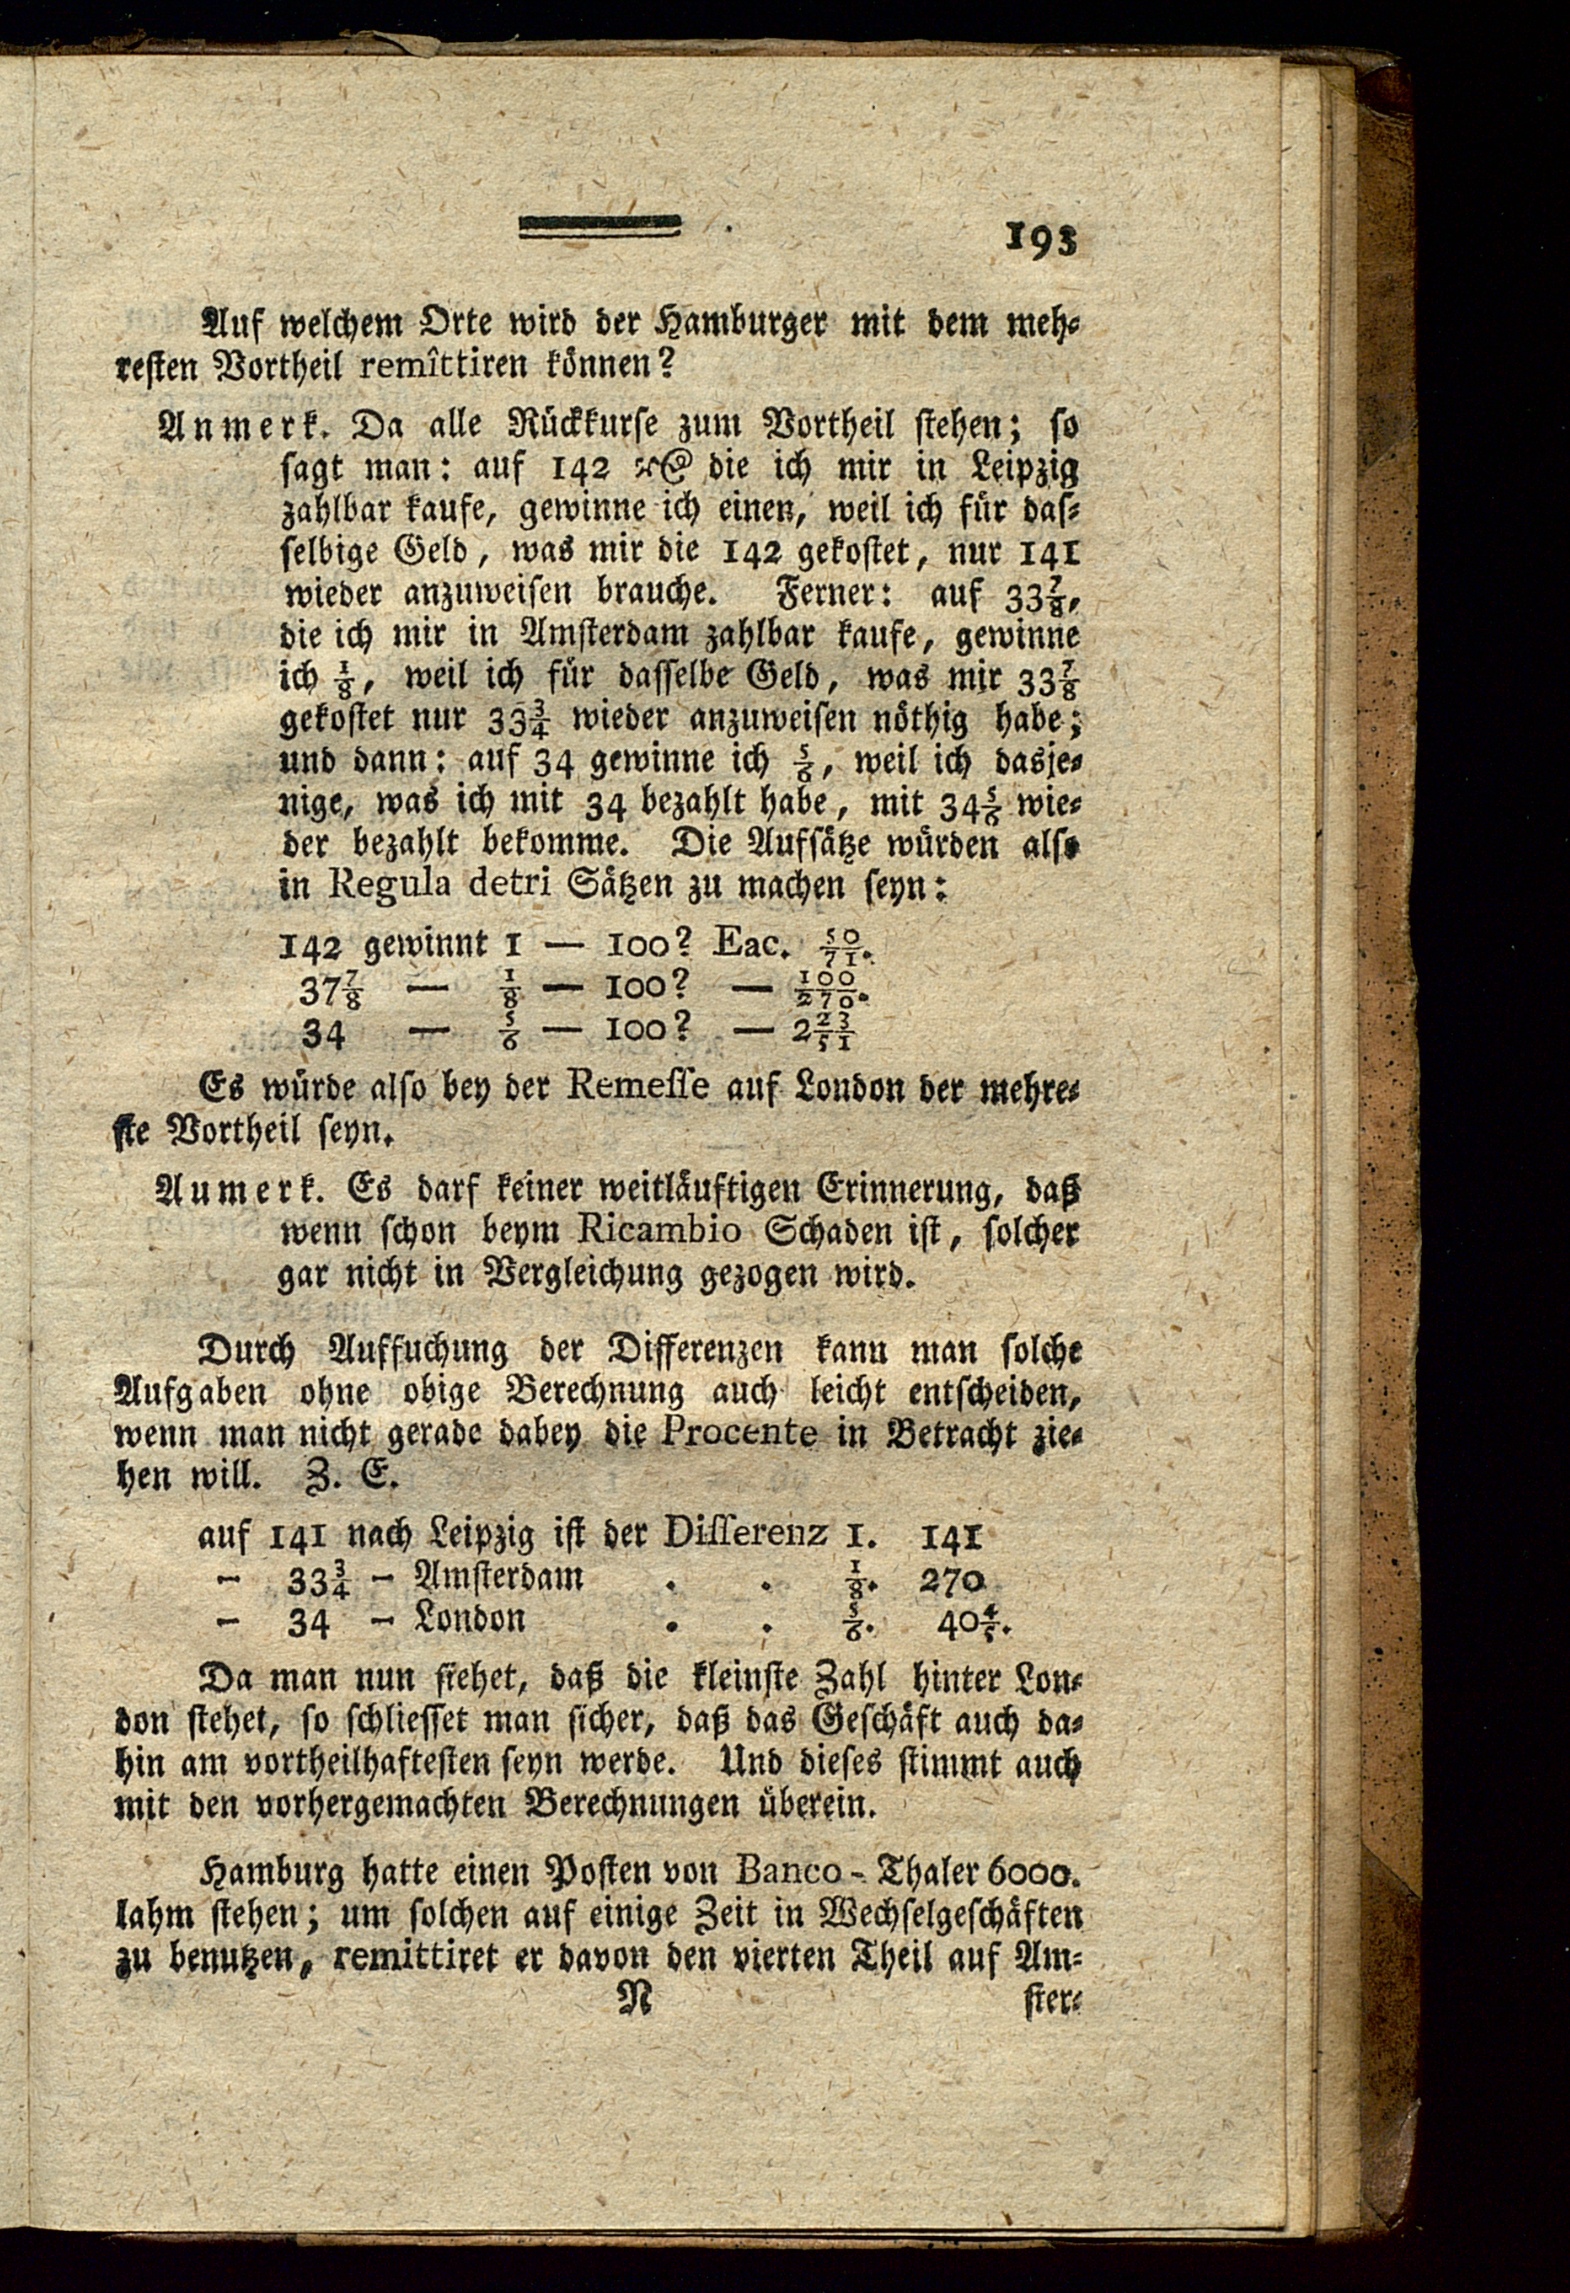 193
Auf welchem Orte wird der Hamburger mit dem meh⸗
resten Vortheil remîttiren können?
Anmerk. Da alle Rückkurse zum Vortheil stehen; so
sagt man: auf 142 die ich mir in Leipzig
zahlbar kaufe, gewinne ich einen, weil ich für das⸗
selbige Geld, was mir die 142 gekostet, nur 141
wieder anzuweisen brauche. Ferner: auf 33⅞,
die ich mir in Amsterdam zahlbar kaufe, gewinne
ich ⅛, weil ich für dasselbe Geld, was mir 33⅞
gekostet nur 33¾ wieder anzuweisen nöthig habe;
und dann: auf 34 gewinne ich ⅚, weil ich dasje⸗
nige, was ich mit 34 bezahlt habe, mit 34⅚ wie⸗
der bezahlt bekomme. Die Aufsätze würden also
in Regula detri Sätzen zu machen seyn:
142 gewinnt 1 — 100? Eac. 50/71.
37⅞ — ⅛ — 100? — 100/270.
34 — ⅚ — 100? — 2 23/51
Es würde also bey der Remesse auf London der mehre⸗
ste Vortheil seyn.
Aumerk. Es darf keiner weitläuftigen Erinnerung, daß
wenn schon beym Ricambio Schaden ist, solcher
gar nicht in Vergleichung gezogen wird.
Durch Auffuchung der Differenzen kann man solche
Aufgaben ohne obige Berechnung auch leicht entscheiden,
wenn man nicht gerade dabey die Procente in Betracht zie⸗
hen will. Z. E.
auf 141 nach Leipzig ist der Disserenz 1. 141
- 33¾ - Amsterdam . . ⅛. 270
- 34 - London . . ⅚. 40⅘.
Da man nun siehet, daß die kleinste Zahl hinter Lon⸗
don stehet, so schliesset man sicher, daß das Geschäft auch da⸗
hin am vortheilhaftesten seyn werde. Und dieses stimmt auch
mit den vorhergemachten Berechnungen überein.
Hamburg hatte einen Posten von Banco - Thaler 6000.
lahm stehen; um solchen auf einige Zeit in Wechselgeschäften
zu benutzen, remittiret er davon den vierten Theil auf Am⸗
N ster⸗